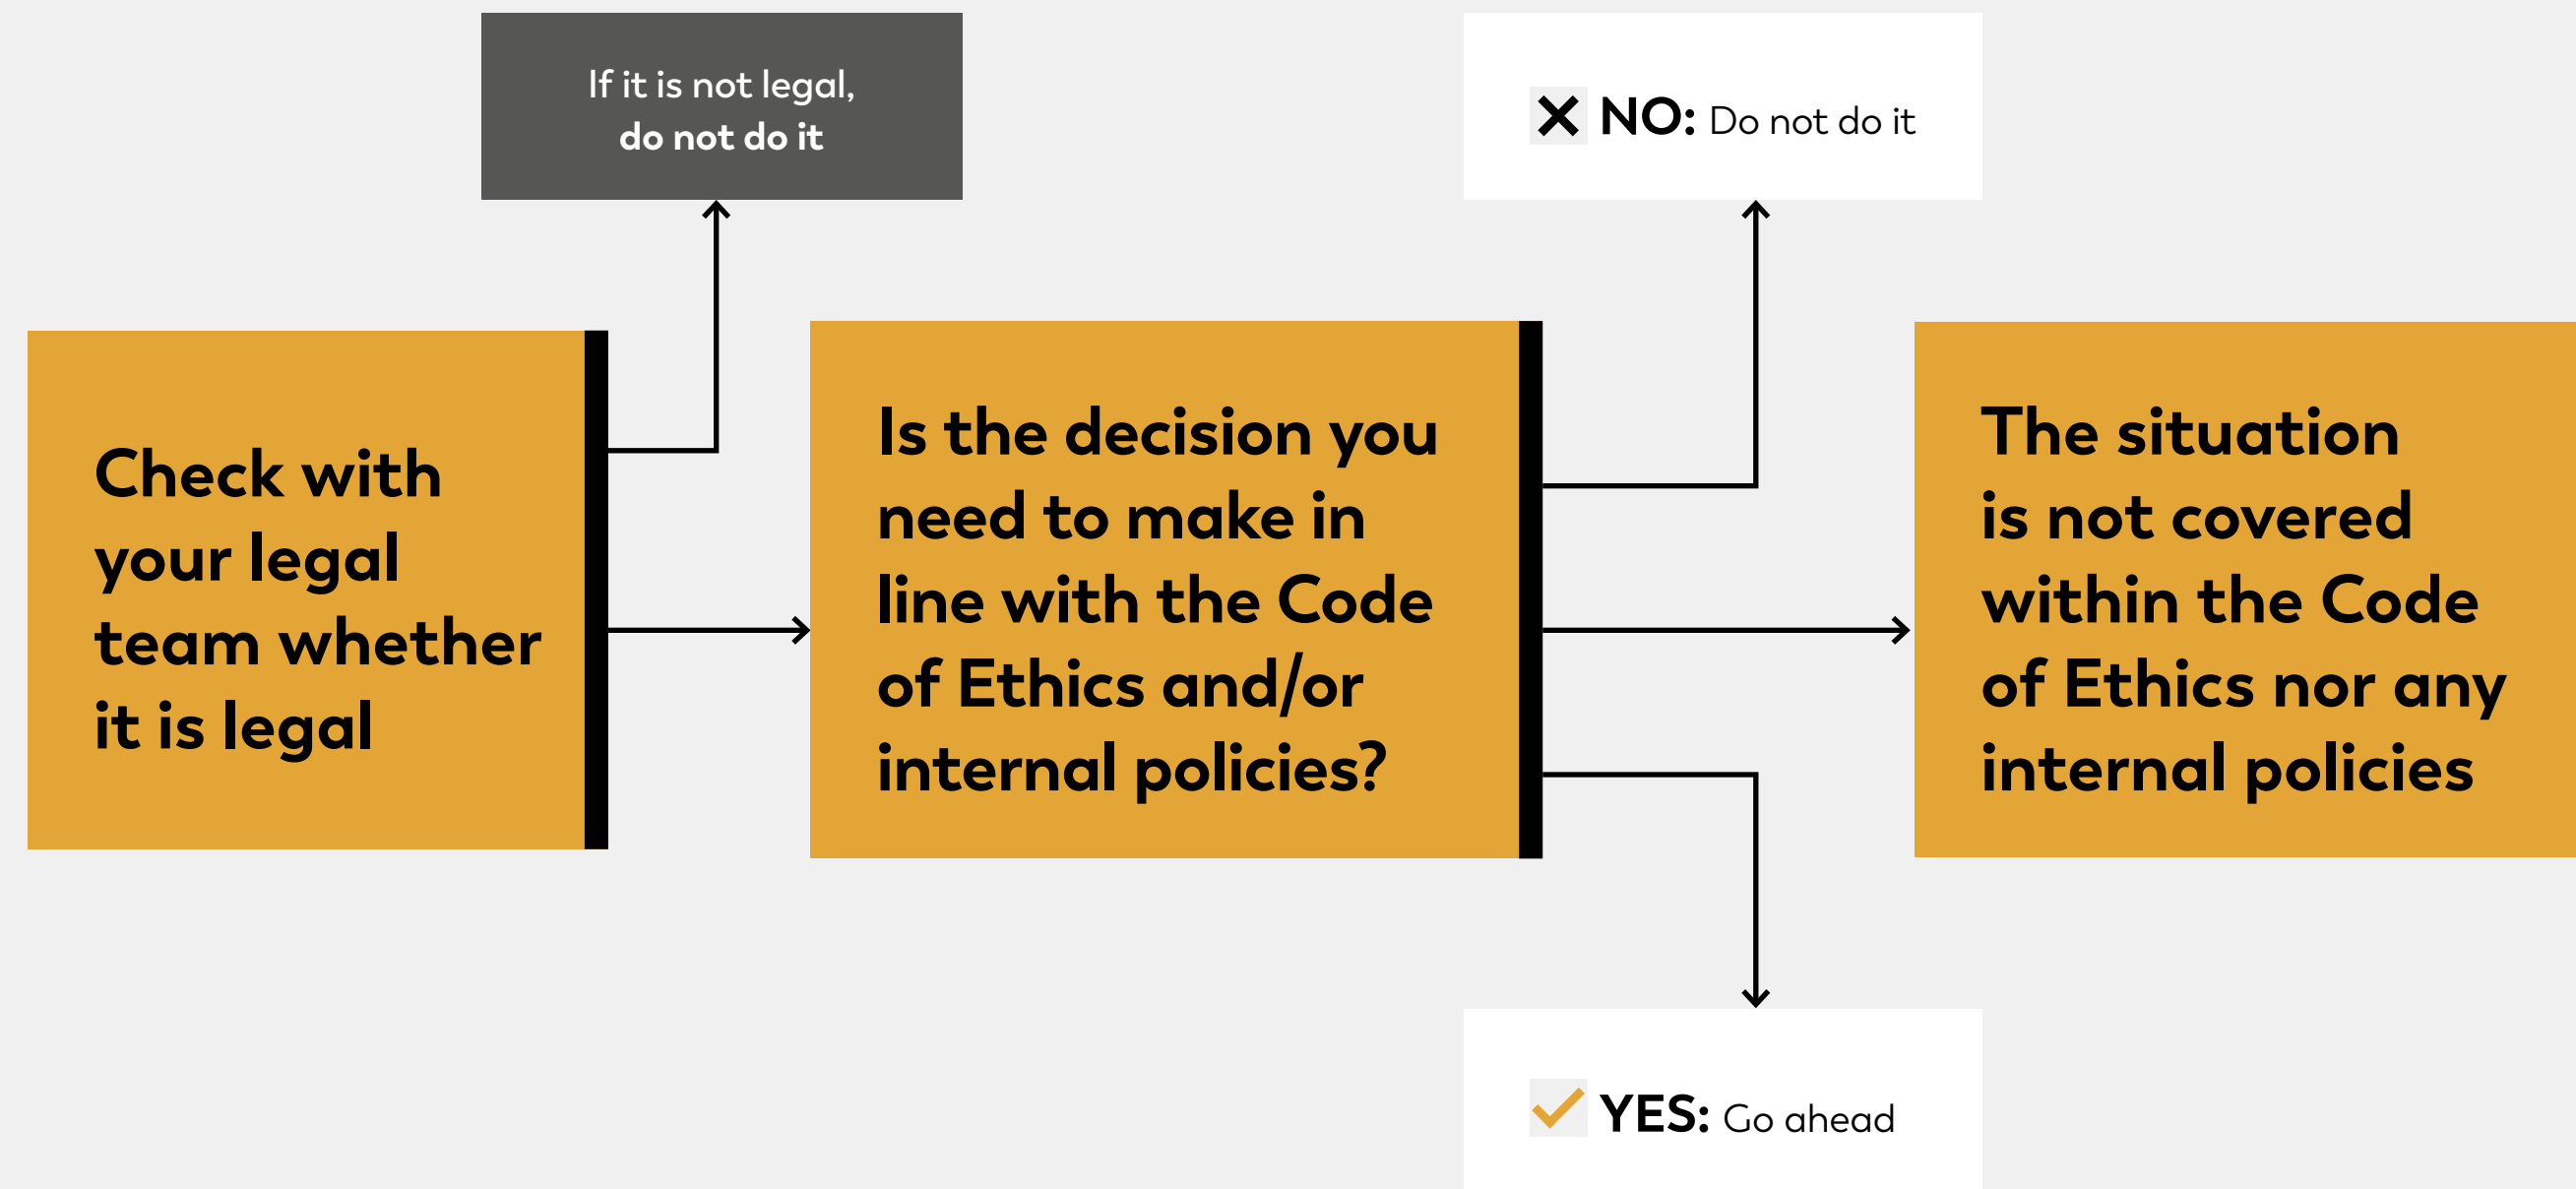 If it is not legal,
do not do it
NO: Do not do it
Check with
your legal
team whether
it is legal
Is the decision you
need to make in
line with the Code
of Ethics and/or
internal policies?
The situation
is not covered
within the Code
of Ethics nor any
internal policies
YES: Go ahead